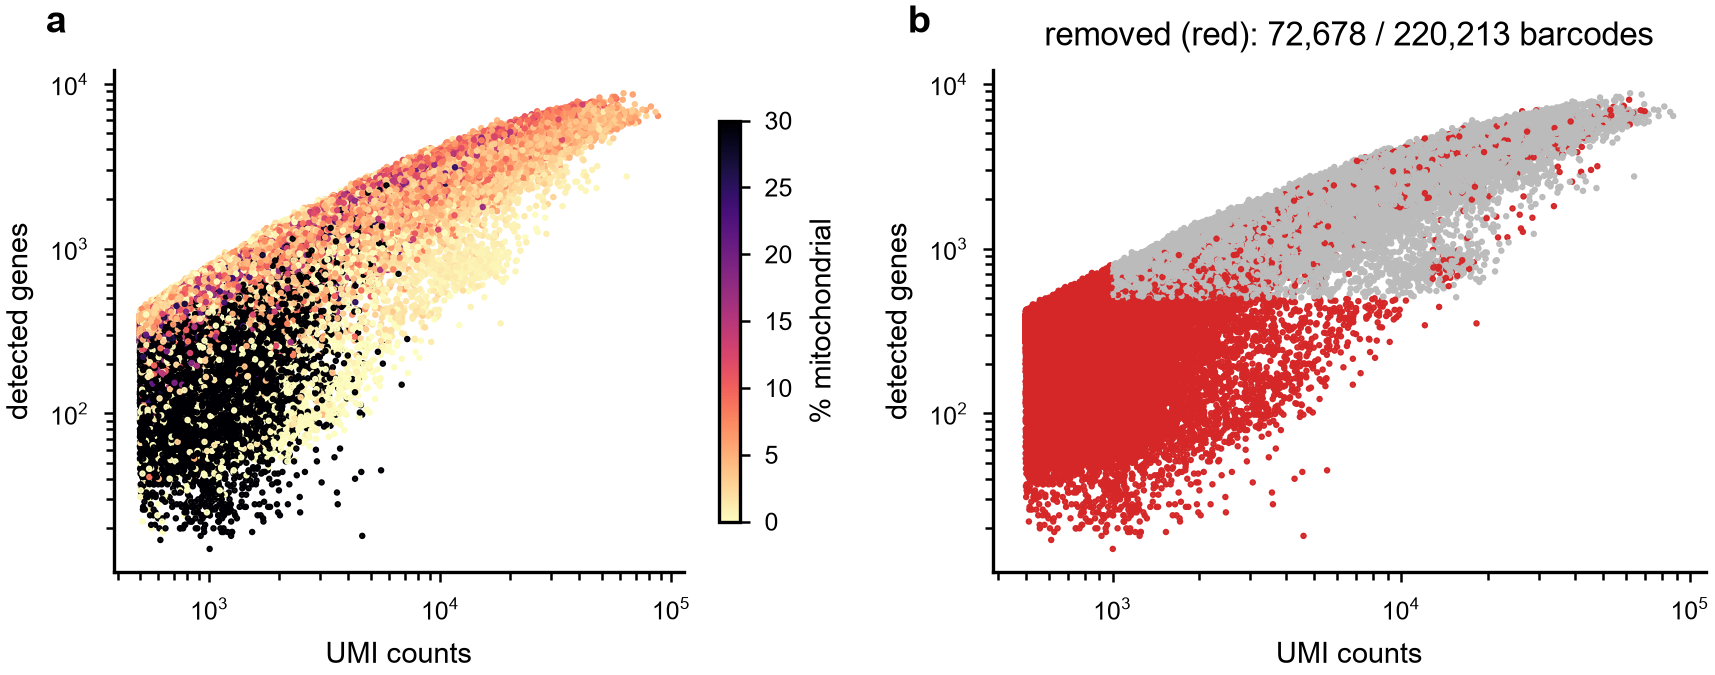 a
10⁴
10³
10²
detected genes
10³
10⁴
10⁵
UMI counts
30
25
20
15
10
5
0
% mitochondrial
b
removed (red): 72,678 / 220,213 barcodes
10⁴
10³
10²
detected genes
10³
10⁴
10⁵
UMI counts